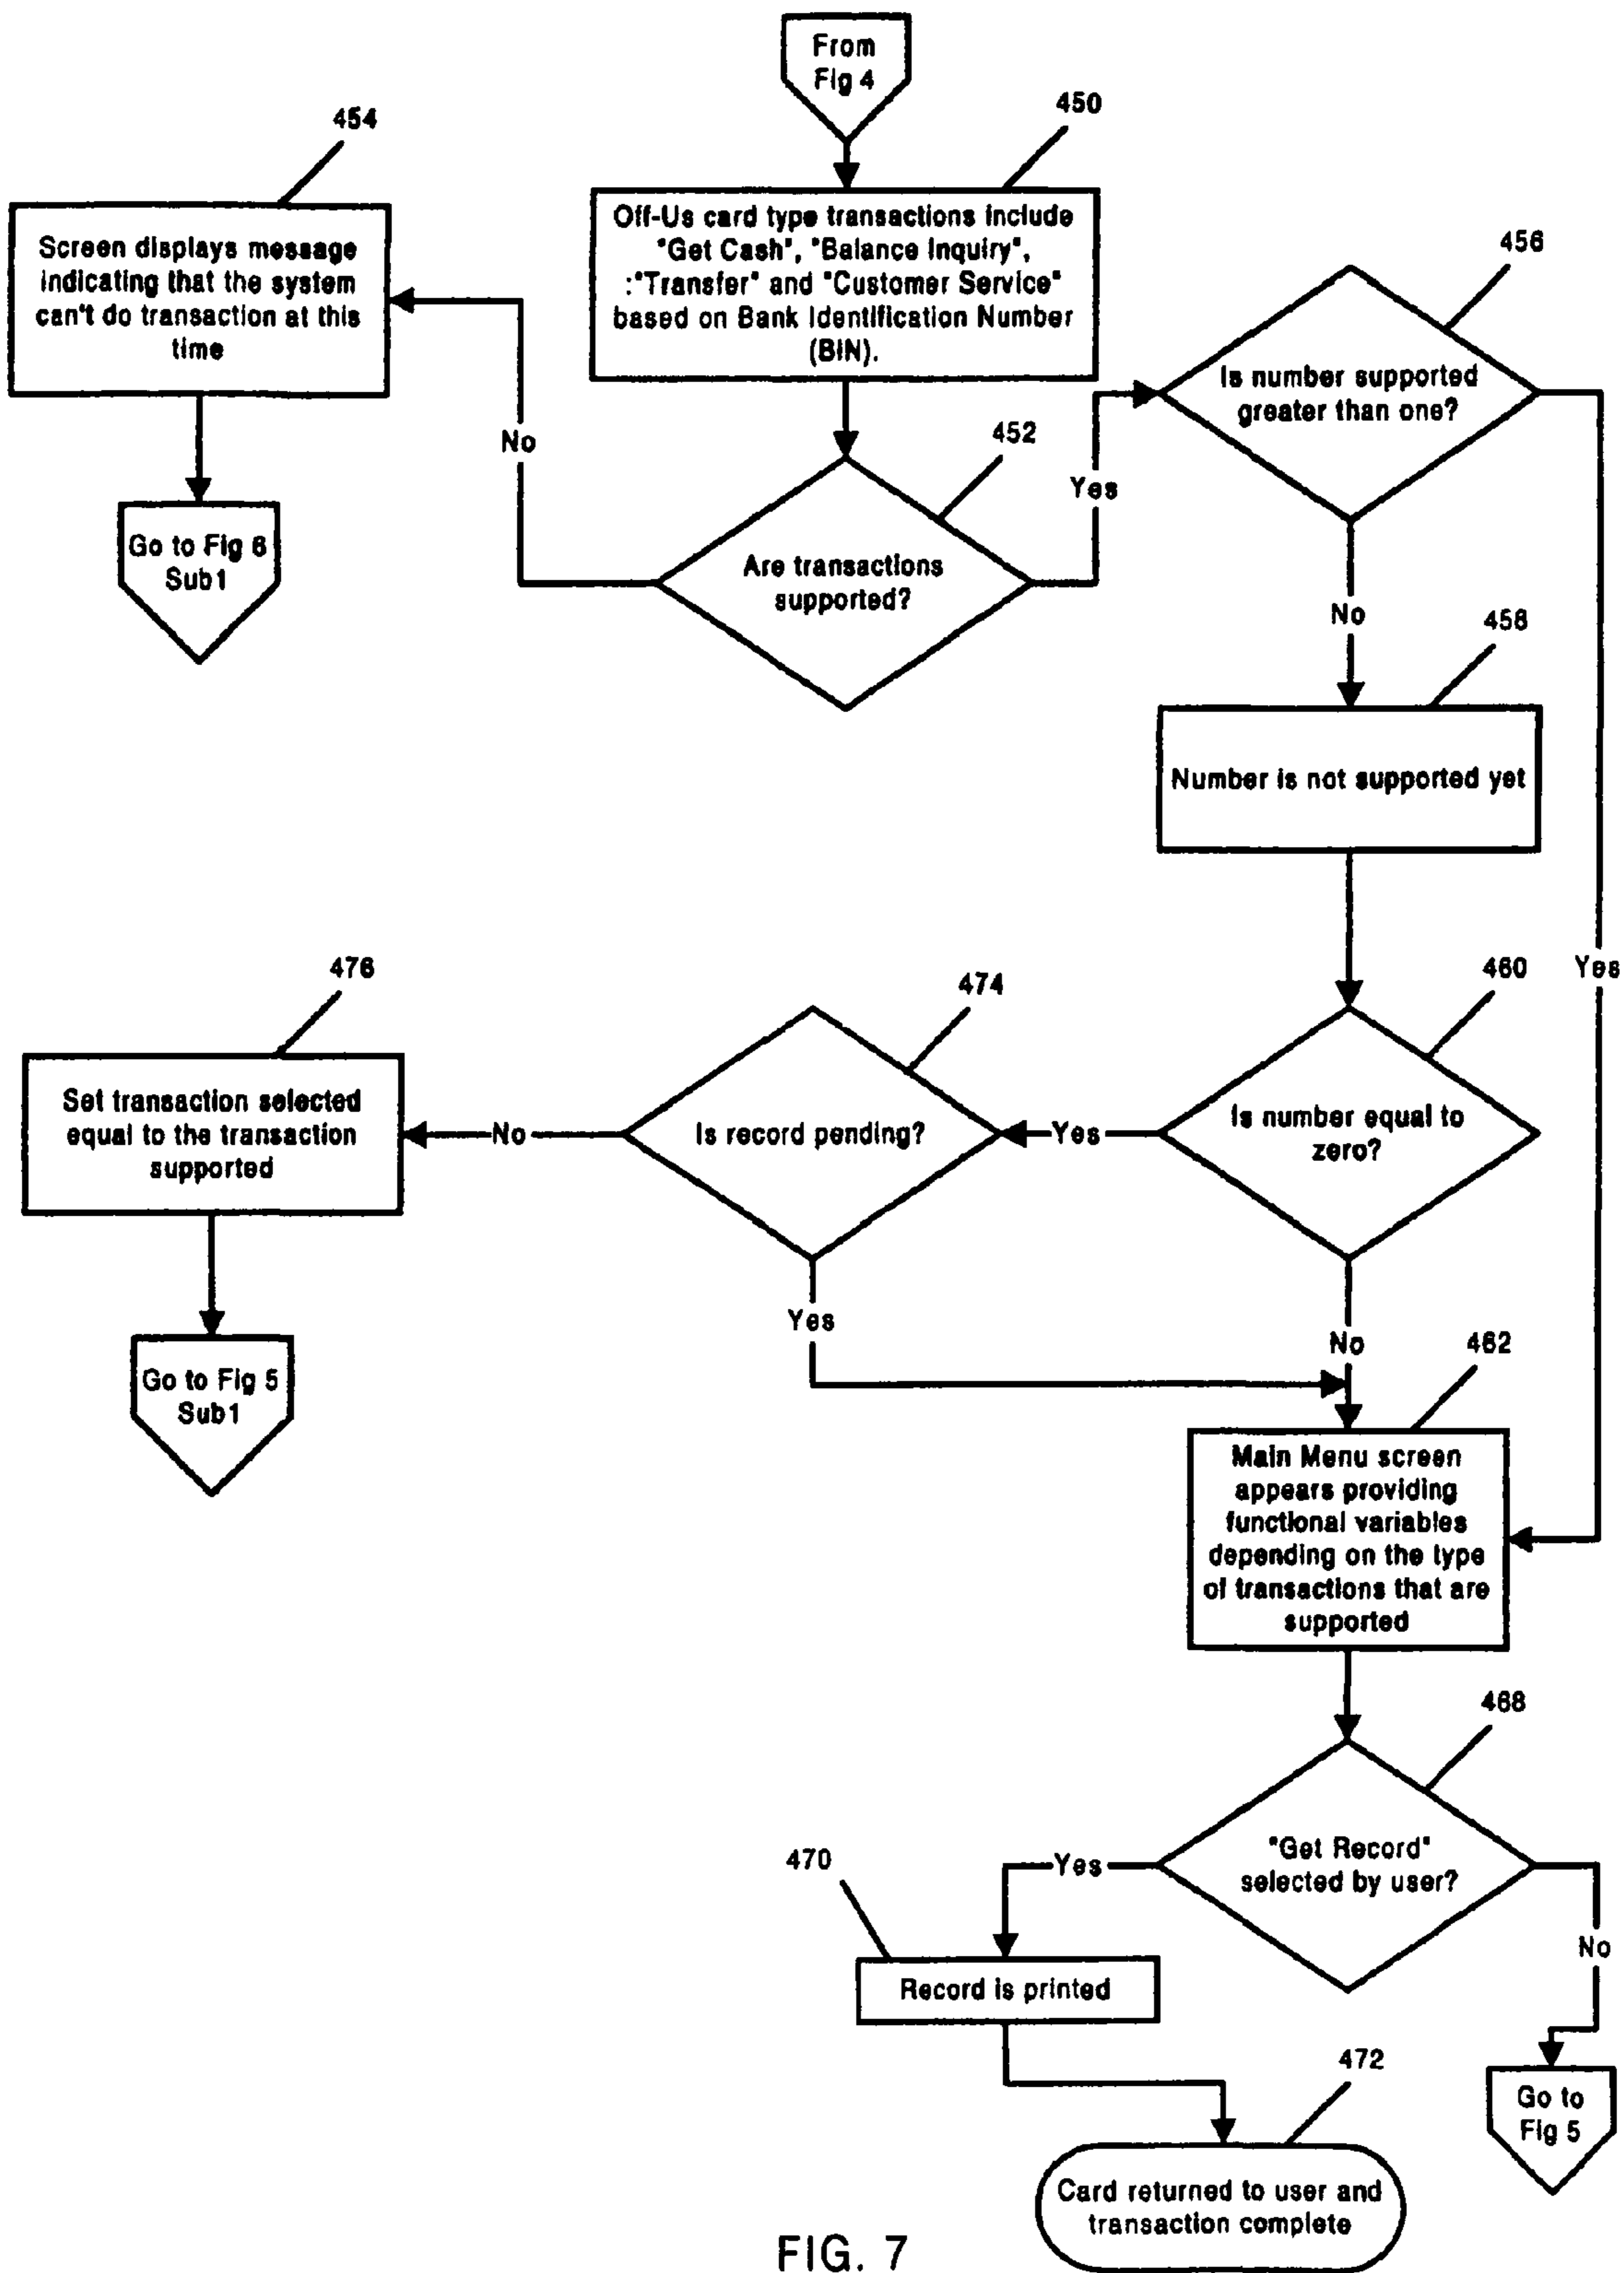 From
Fig 4
450
454
Off-Us card type transactions include
"Get Cash", "Balance Inquiry",
:"Transfer" and "Customer Service"
based on Bank Identification Number
(BIN).
Screen displays message
indicating that the system
can't do transaction at this
time
456
Is number supported
greater than one?
No
452
Yes
Go to Fig 6
Sub1
Are transactions
supported?
No
458
Number is not supported yet
Yes
476
474
460
Set transaction selected
equal to the transaction
supported
No
Is record pending?
Yes
Is number equal to
zero?
Yes
No
462
Go to Fig 5
Sub1
Main Menu screen
appears providing
functional variables
depending on the type
of transactions that are
supported
468
"Get Record"
selected by user?
470
Yes
No
Record is printed
472
Go to
Fig 5
Card returned to user and
transaction complete
FIG. 7